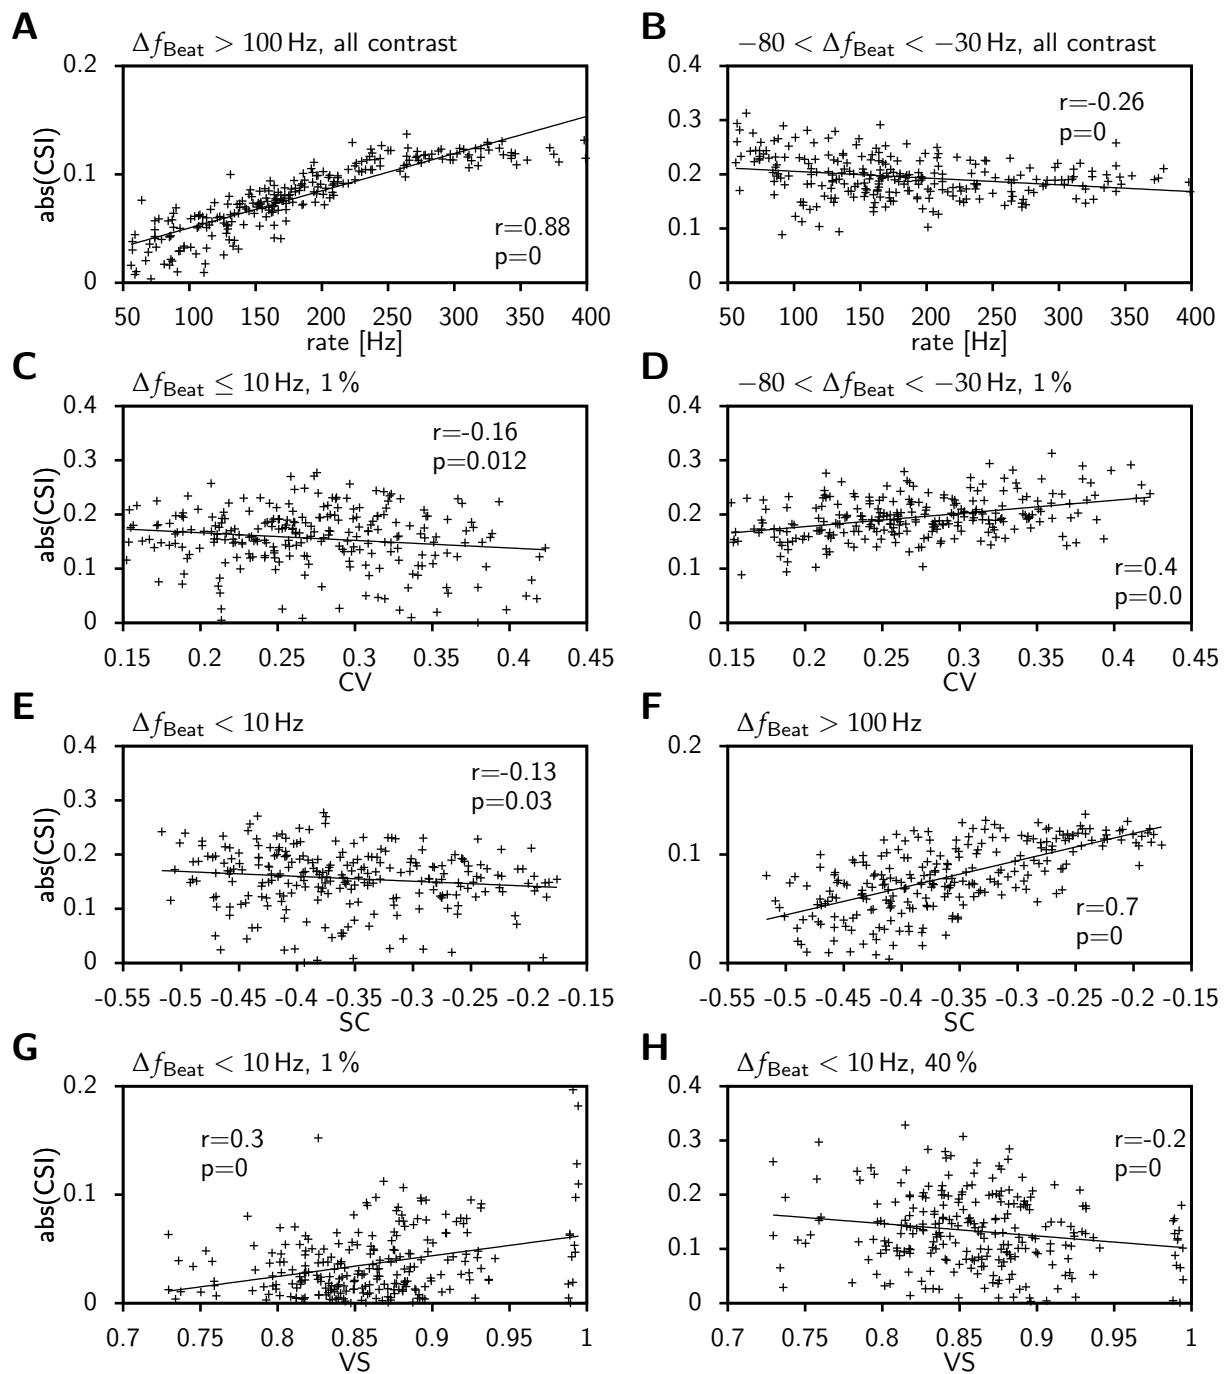 A
Δf_Beat > 100 Hz, all contrast
0.2
0.1
0
abs(CSI)
r=0.88
p=0
50 100 150 200 250 300 350 400
rate [Hz]
B
−80 < Δf_Beat < −30 Hz, all contrast
0.4
0.3
0.2
0.1
0
r=-0.26
p=0
50 100 150 200 250 300 350 400
rate [Hz]
C
Δf_Beat ≤ 10 Hz, 1 %
0.4
0.3
0.2
0.1
0
abs(CSI)
r=-0.16
p=0.012
0.15 0.2 0.25 0.3 0.35 0.4 0.45
CV
D
−80 < Δf_Beat < −30 Hz, 1 %
0.4
0.3
0.2
0.1
0
r=0.4
p=0.0
0.15 0.2 0.25 0.3 0.35 0.4 0.45
CV
E
Δf_Beat < 10 Hz
0.4
0.3
0.2
0.1
0
abs(CSI)
r=-0.13
p=0.03
-0.55 -0.5 -0.45 -0.4 -0.35 -0.3 -0.25 -0.2 -0.15
SC
F
Δf_Beat > 100 Hz
0.2
0.1
0
r=0.7
p=0
-0.55 -0.5 -0.45 -0.4 -0.35 -0.3 -0.25 -0.2 -0.15
SC
G
Δf_Beat < 10 Hz, 1 %
0.2
0.1
0
abs(CSI)
r=0.3
p=0
0.7 0.75 0.8 0.85 0.9 0.95 1
VS
H
Δf_Beat < 10 Hz, 40 %
0.4
0.3
0.2
0.1
0
r=-0.2
p=0
0.7 0.75 0.8 0.85 0.9 0.95 1
VS